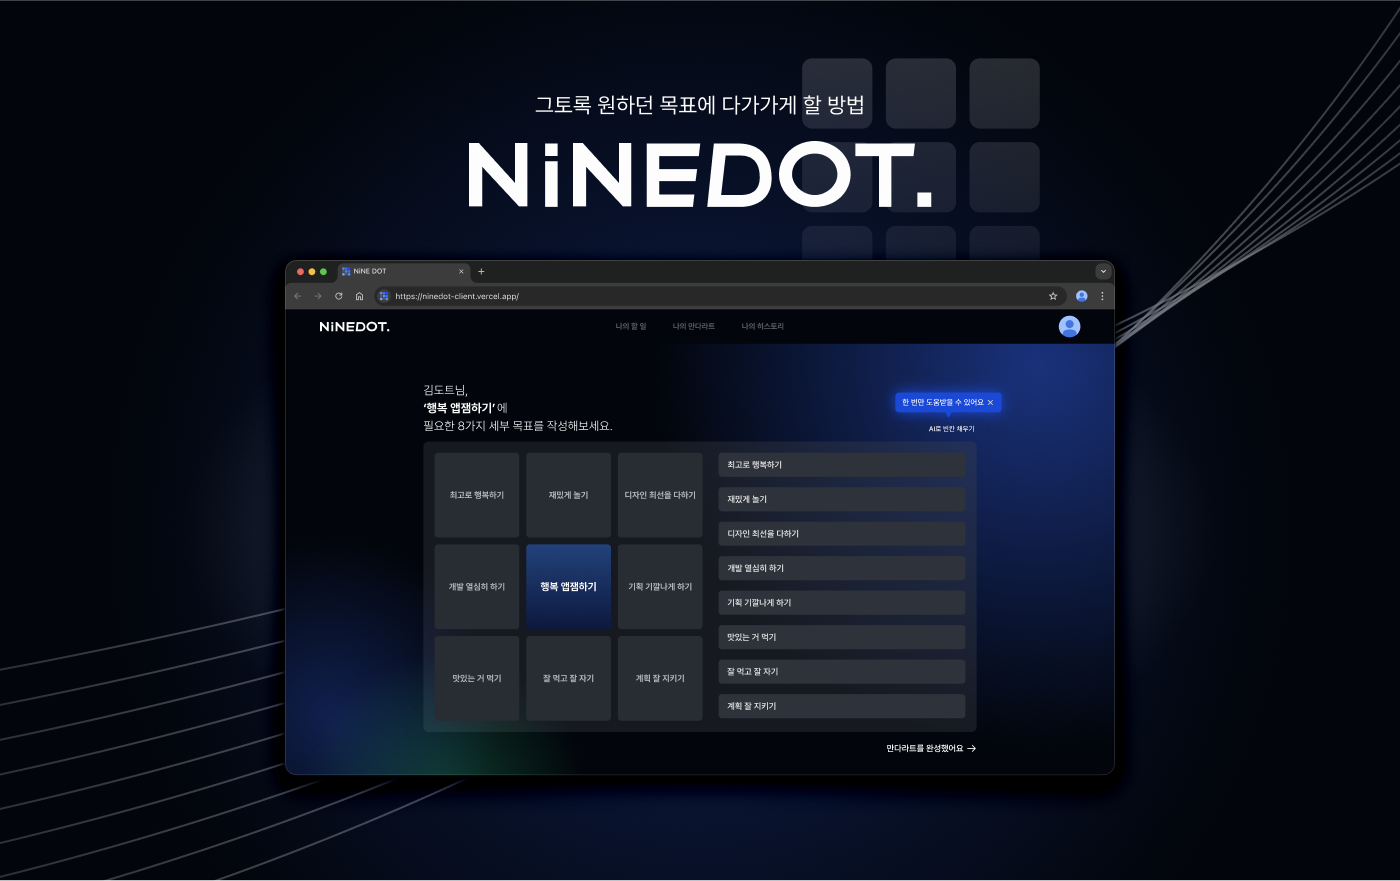 그토록 원하던 목표에 다가가게 할 방법
NiNEDOT.
NiNE DOT
https://ninedot-client.vercel.app/
NiNEDOT.
나의 할 일
나의 만다라트
나의 히스토리
김도트님,
‘행복 앱잼하기’ 에
필요한 8가지 세부 목표를 작성해보세요.
한 번만 도움받을 수 있어요
AI로 빈칸 채우기
최고로 행복하기
재밌게 놀기
디자인 최선을 다하기
개발 열심히 하기
행복 앱잼하기
기획 기깔나게 하기
맛있는 거 먹기
잘 먹고 잘 자기
계획 잘 지키기
최고로 행복하기
재밌게 놀기
디자인 최선을 다하기
개발 열심히 하기
기획 기깔나게 하기
맛있는 거 먹기
잘 먹고 잘 자기
계획 잘 지키기
만다라트를 완성했어요 →